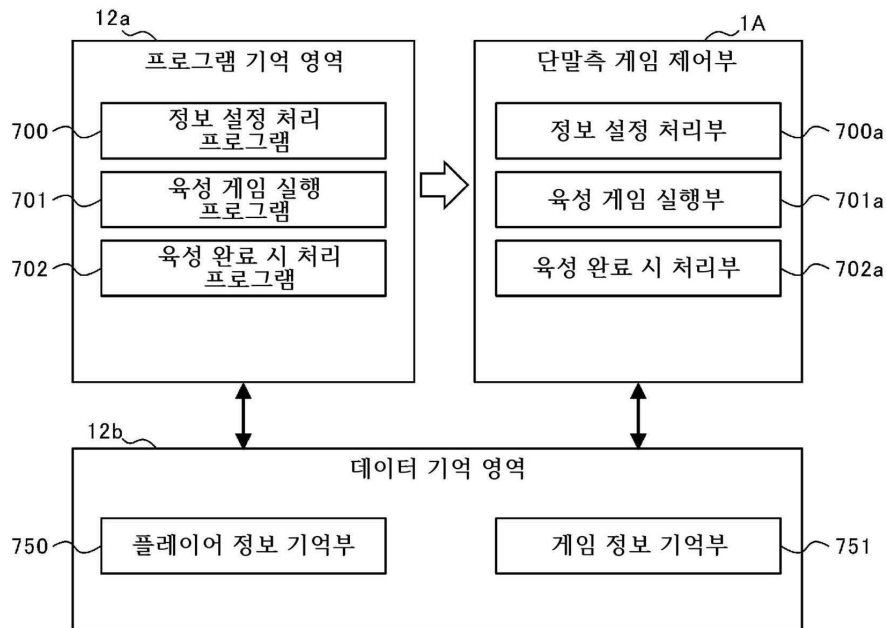 12a
프로그램 기억 영역
700
정보 설정 처리
프로그램
701
육성 게임 실행
프로그램
702
육성 완료 시 처리
프로그램
1A
단말측 게임 제어부
정보 설정 처리부
700a
육성 게임 실행부
701a
육성 완료 시 처리부
702a
12b
데이터 기억 영역
750
플레이어 정보 기억부
게임 정보 기억부
751